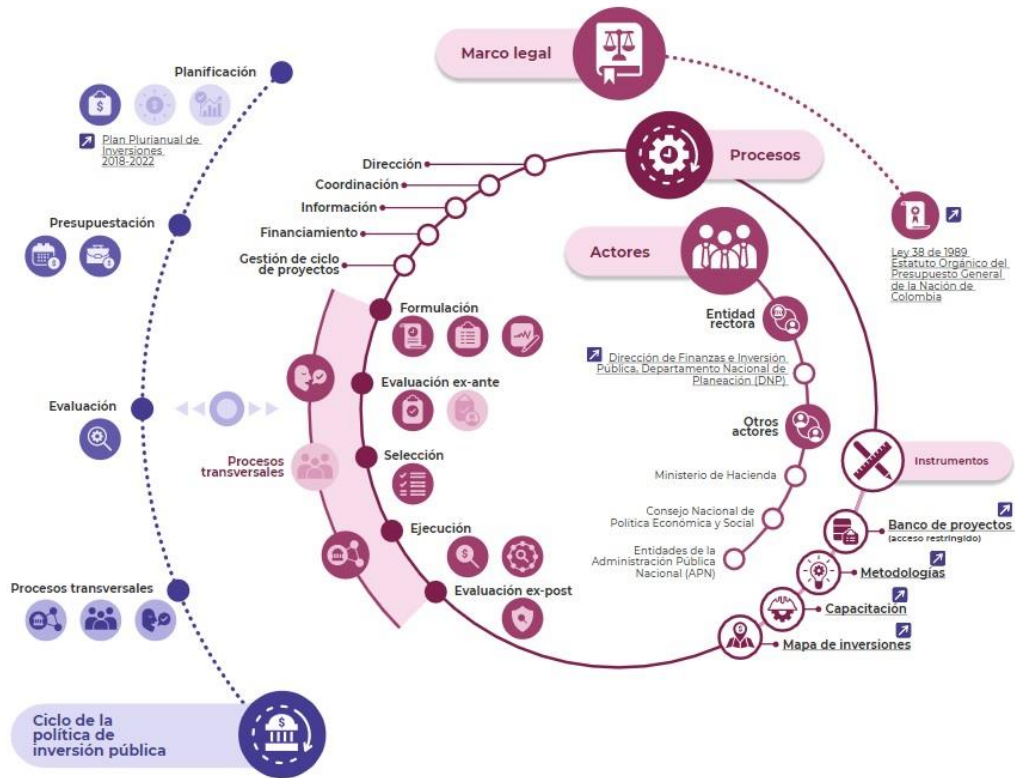 Marco legal
Planificación
Plan Plurianual de
Inversiones
2018-2022
Procesos
Dirección
Coordinación
Información
Financiamiento
Gestión de ciclo
de proyectos
Presupuestación
Actores
Ley 38 de 1989
Estatuto Orgánico del
Presupuesto General
de la Nación de
Colombia
Formulación
Entidad
rectora
Dirección de Finanzas e Inversión
Pública, Departamento Nacional de
Planeación (DNP)
Evaluación ex-ante
Evaluación
Otros
actores
Procesos
transversales
Selección
Instrumentos
Ministerio de Hacienda
Consejo Nacional de
Política Económica y Social
Ejecución
Banco de proyectos
(acceso restringido)
Entidades de la
Administración Pública
Nacional (APN)
Metodologías
Procesos transversales
Evaluación ex-post
Capacitación
Mapa de inversiones
Ciclo de la
política de
inversión pública